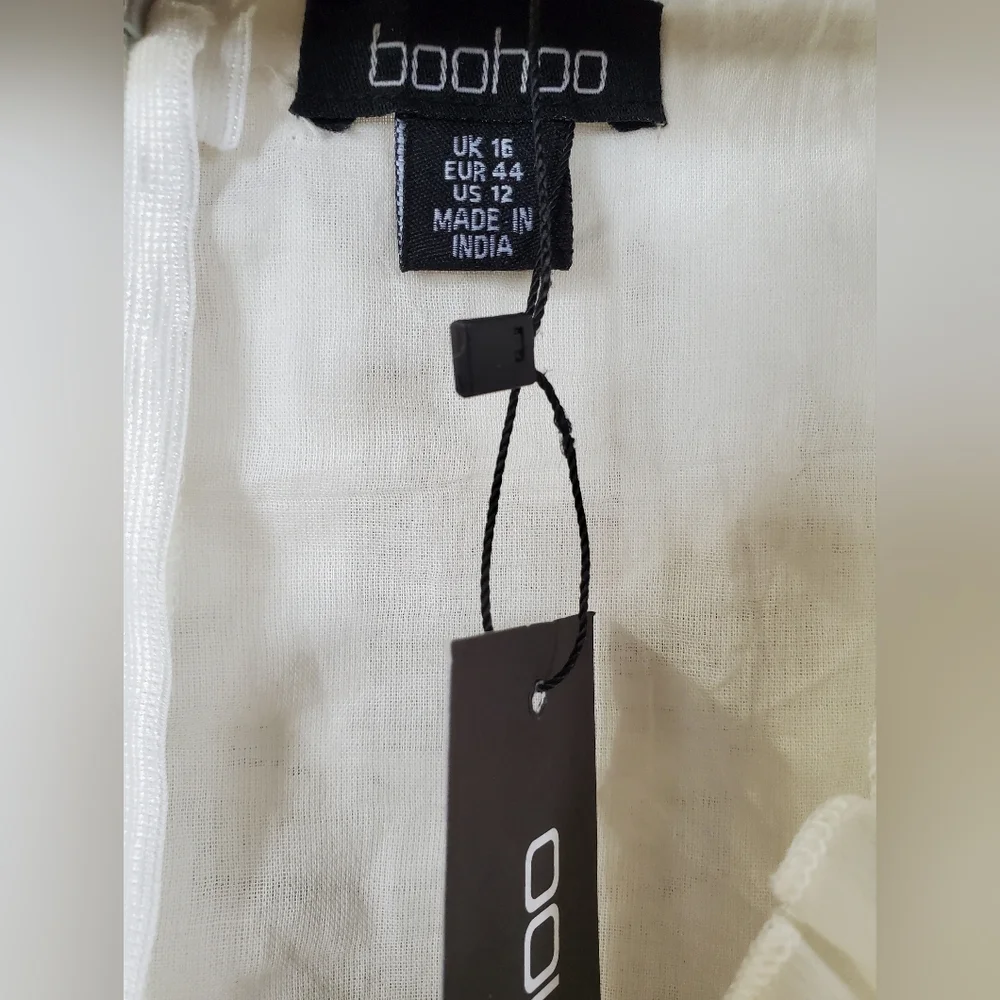 boohoo
UK 16
EUR 44
US 12
MADE IN
INDIA